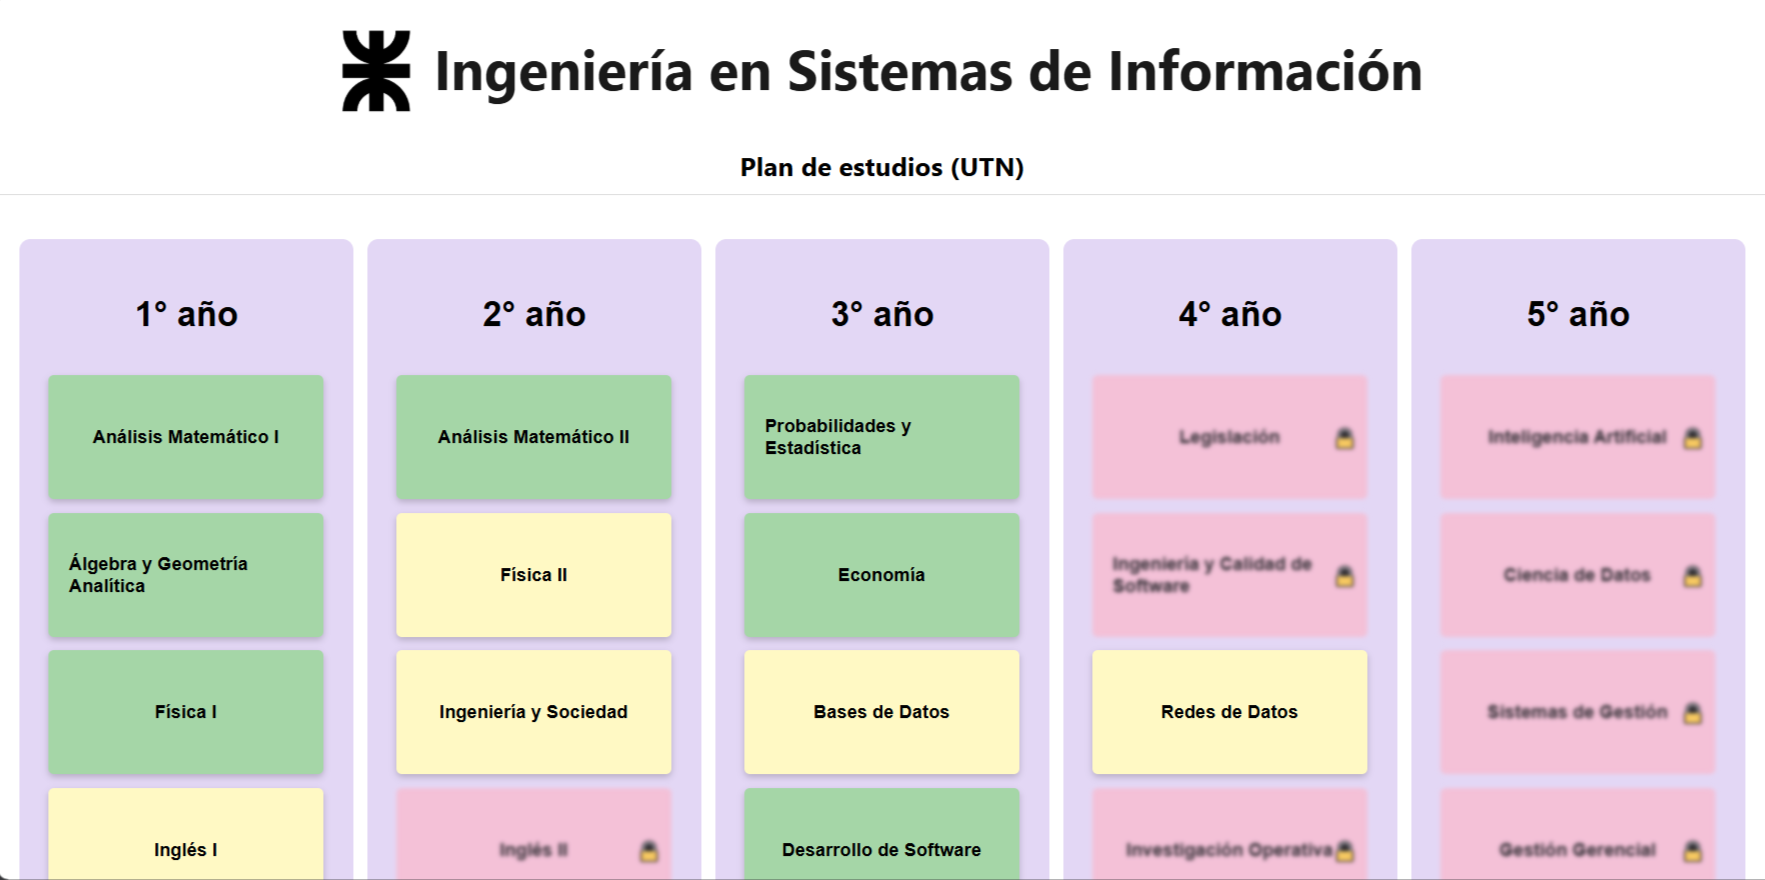 Ingeniería en Sistemas de Información
Plan de estudios (UTN)
1° año
Análisis Matemático I
Álgebra y Geometría
Analítica
Física I
Inglés I
2° año
Análisis Matemático II
Física II
Ingeniería y Sociedad
Inglés II
3° año
Probabilidades y
Estadística
Economía
Bases de Datos
Desarrollo de Software
4° año
Legislación
Ingeniería y Calidad de
Software
Redes de Datos
Investigación Operativa
5° año
Inteligencia Artificial
Ciencia de Datos
Sistemas de Gestión
Gestión Gerencial